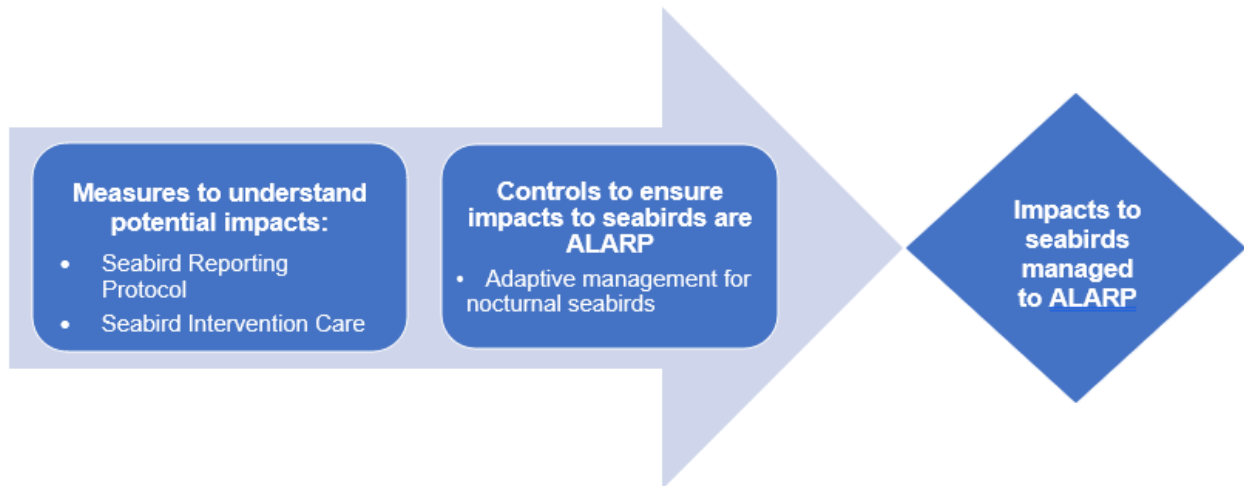 Measures to understand
potential impacts:
• Seabird Reporting
Protocol
• Seabird Intervention Care
Controls to ensure
impacts to seabirds are
ALARP
• Adaptive management for
nocturnal seabirds
Impacts to
seabirds
managed
to ALARP